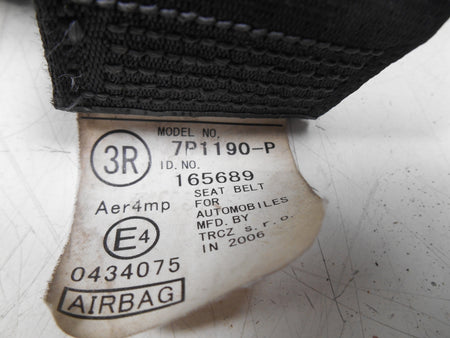 MODEL NO.
3R 7P1190-P
ID.NO.
165689
Aer4mp
SEAT BELT
FOR
AUTOMOBILES
MFD. BY
TRCZ s.r.o.
IN 2006
E4
0434075
AIRBAG